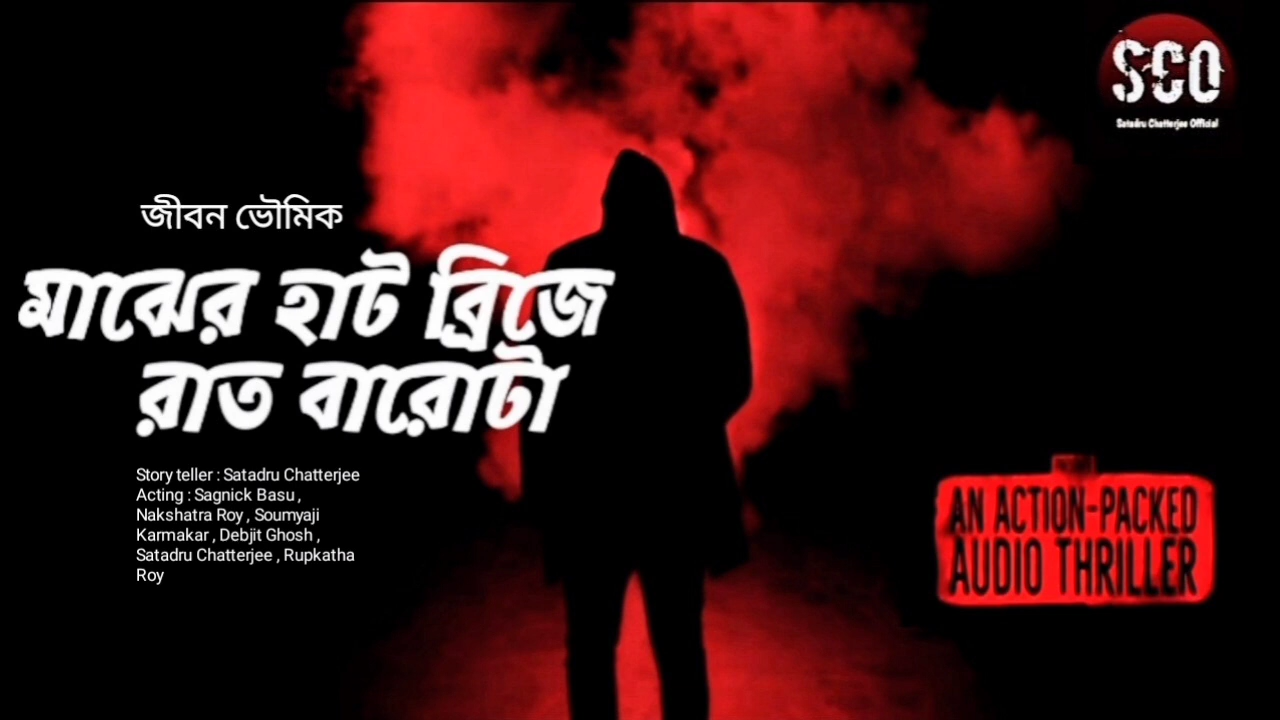 SCO
Satadru Chatterjee Official
জীবন ভৌমিক
মাঝের হাট ব্রিজে
রাত বারোটা
Story teller : Satadru Chatterjee
Acting : Sagnick Basu ,
Nakshatra Roy , Soumyaji
Karmakar , Debjit Ghosh ,
Satadru Chatterjee , Rupkatha
Roy
AN ACTION-PACKED
AUDIO THRILLER